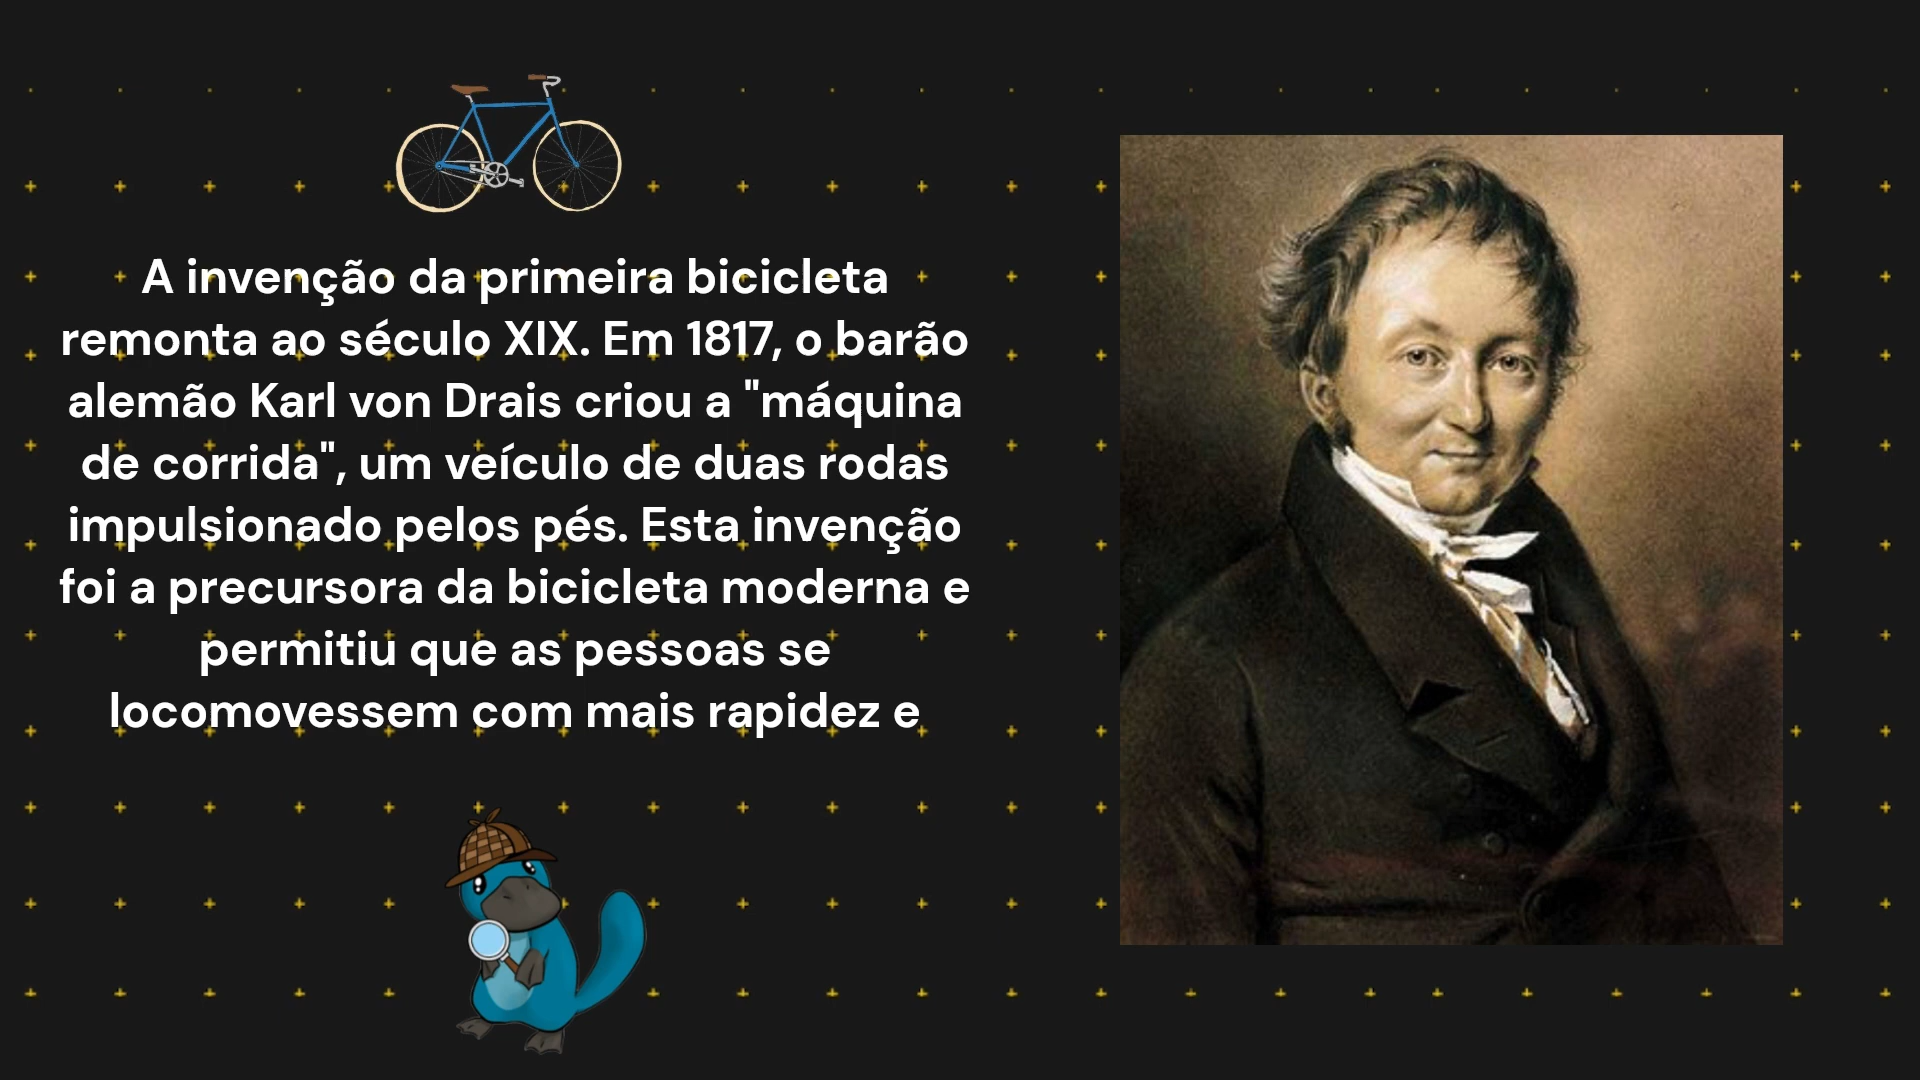 A invenção da primeira bicicleta
remonta ao século XIX. Em 1817, o barão
alemão Karl von Drais criou a "máquina
de corrida", um veículo de duas rodas
impulsionado pelos pés. Esta invenção
foi a precursora da bicicleta moderna e
permitiu que as pessoas se
locomovessem com mais rapidez e